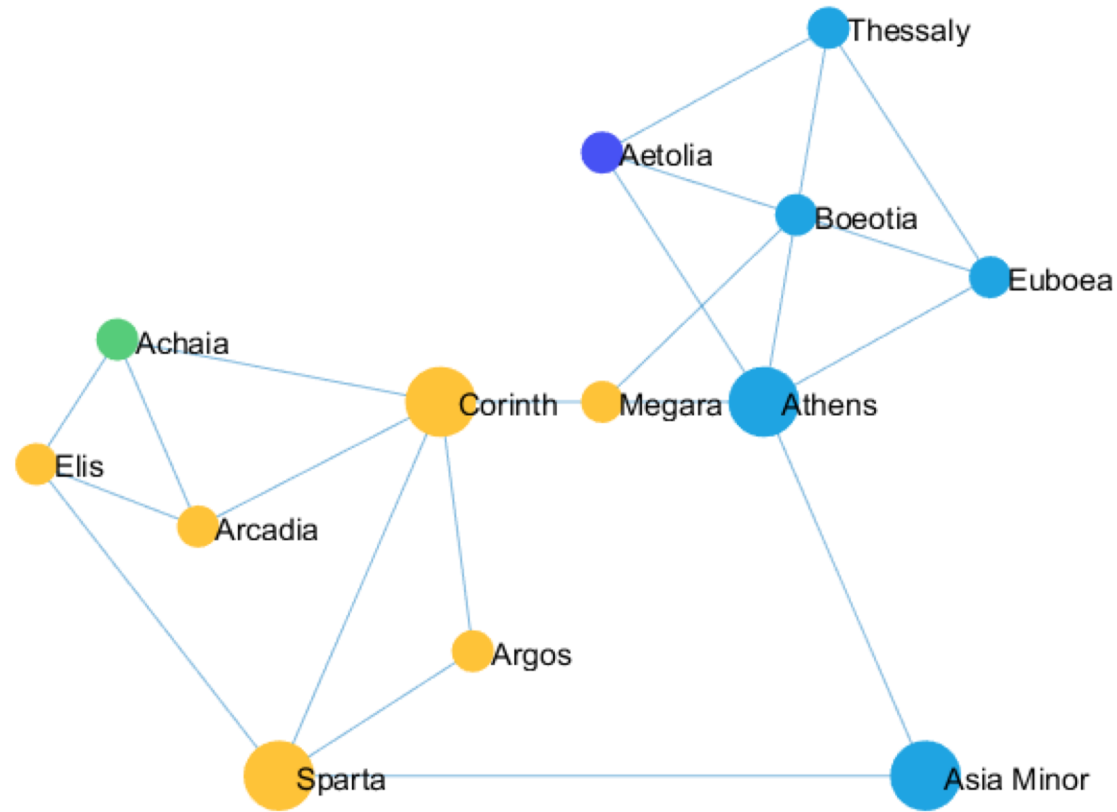 Thessaly
Aetolia
Boeotia
Euboea
Achaia
Corinth
Megara
Athens
Elis
Arcadia
Argos
Sparta
Asia Minor